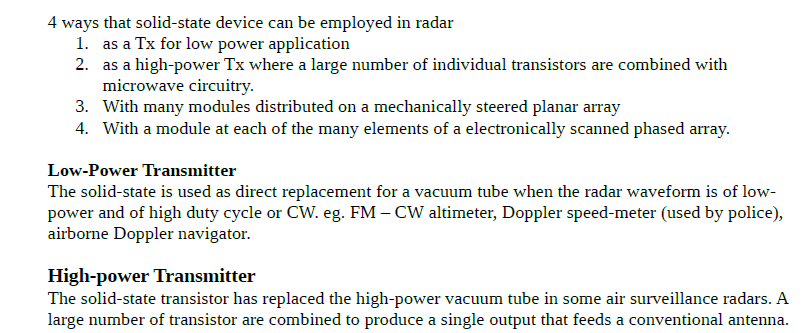 4 ways that solid-state device can be employed in radar
1. as a Tx for low power application
2. as a high-power Tx where a large number of individual transistors are combined with
microwave circuitry.
3. With many modules distributed on a mechanically steered planar array
4. With a module at each of the many elements of a electronically scanned phased array.
Low-Power Transmitter
The solid-state is used as direct replacement for a vacuum tube when the radar waveform is of low-
power and of high duty cycle or CW. eg. FM – CW altimeter, Doppler speed-meter (used by police),
airborne Doppler navigator.
High-power Transmitter
The solid-state transistor has replaced the high-power vacuum tube in some air surveillance radars. A
large number of transistor are combined to produce a single output that feeds a conventional antenna.